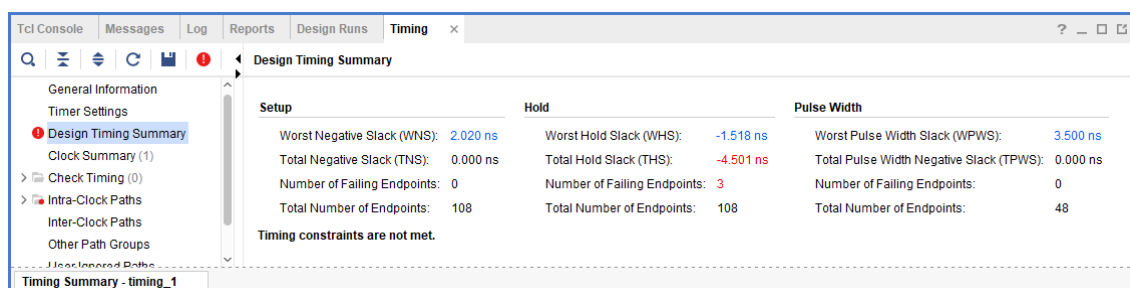 Tcl Console Messages Log Reports Design Runs Timing ×
? _
Design Timing Summary
General Information
Timer Settings
Design Timing Summary
Clock Summary (1)
Check Timing (0)
Intra-Clock Paths
Inter-Clock Paths
Other Path Groups
User Ignored Paths
Setup Hold Pulse Width
Worst Negative Slack (WNS): 2.020 ns Worst Hold Slack (WHS): -1.518 ns Worst Pulse Width Slack (WPWS): 3.500 ns
Total Negative Slack (TNS): 0.000 ns Total Hold Slack (THS): -4.501 ns Total Pulse Width Negative Slack (TPWS): 0.000 ns
Number of Failing Endpoints: 0 Number of Failing Endpoints: 3 Number of Failing Endpoints: 0
Total Number of Endpoints: 108 Total Number of Endpoints: 108 Total Number of Endpoints: 48
Timing constraints are not met.
Timing Summary - timing_1